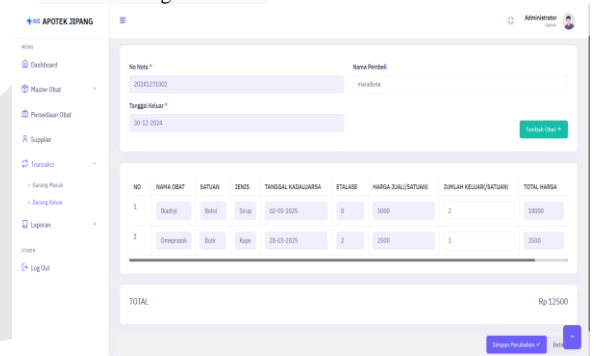 APOTEK JIPANG
Administrator
Admin
MENU
Dashboard
Master Obat
Persediaan Obat
Supplier
Transaksi
Barang Masuk
Barang Keluar
Laporan
OTHER
Log Out
No Nota *
Nama Pembeli
20241231002
maradona
Tanggal Keluar *
30-12-2024
Tambah Obat +
NO NAMA OBAT SATUAN JENIS TANGGAL KADALUARSA ETALASE HARGA JUAL(/SATUAN) JUMLAH KELUAR(/SATUAN) TOTAL HARGA
1 Ikadryl Botol Sirup 02-05-2025 0 5000 2 10000
2 Omeprazok Butir Kaps 28-03-2025 2 2500 1 2500
TOTAL Rp 12500
Simpan Perubahan